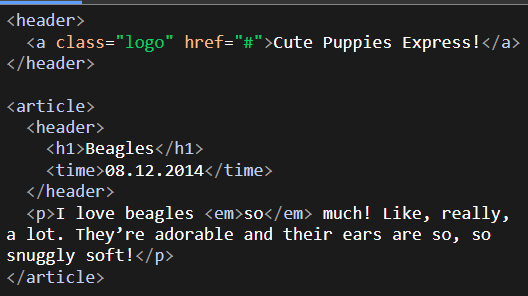 <header>
  <a class="logo" href="#">Cute Puppies Express!</a>
</header>

<article>
  <header>
    <h1>Beagles</h1>
    <time>08.12.2014</time>
  </header>
  <p>I love beagles <em>so</em> much! Like, really,
a lot. They’re adorable and their ears are so, so
snuggly soft!</p>
</article>